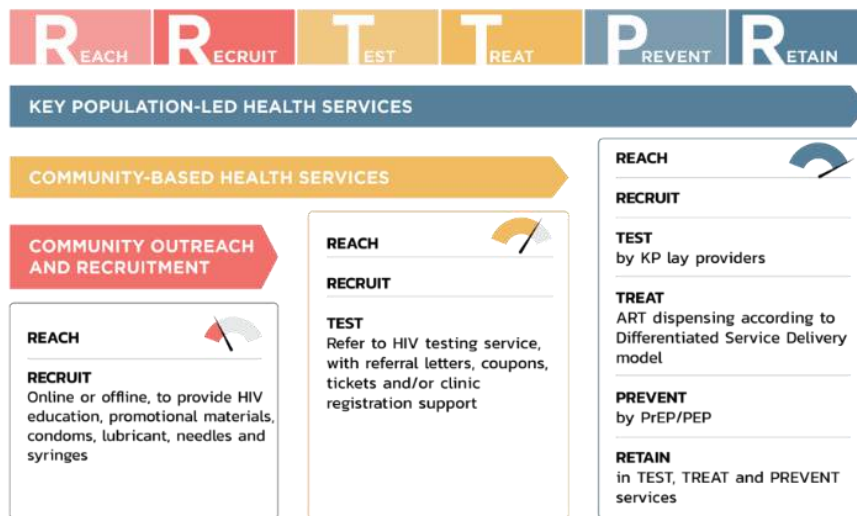 REACH RECRUIT TEST TREAT PREVENT RETAIN
KEY POPULATION-LED HEALTH SERVICES
COMMUNITY-BASED HEALTH SERVICES
COMMUNITY OUTREACH
AND RECRUITMENT
REACH
RECRUIT
Online or offline, to provide HIV
education, promotional materials,
condoms, lubricant, needles and
syringes
REACH
RECRUIT
TEST
Refer to HIV testing service,
with referral letters, coupons,
tickets and/or clinic
registration support
REACH
RECRUIT
TEST
by KP lay providers
TREAT
ART dispensing according to
Differentiated Service Delivery
model
PREVENT
by PrEP/PEP
RETAIN
in TEST, TREAT and PREVENT
services